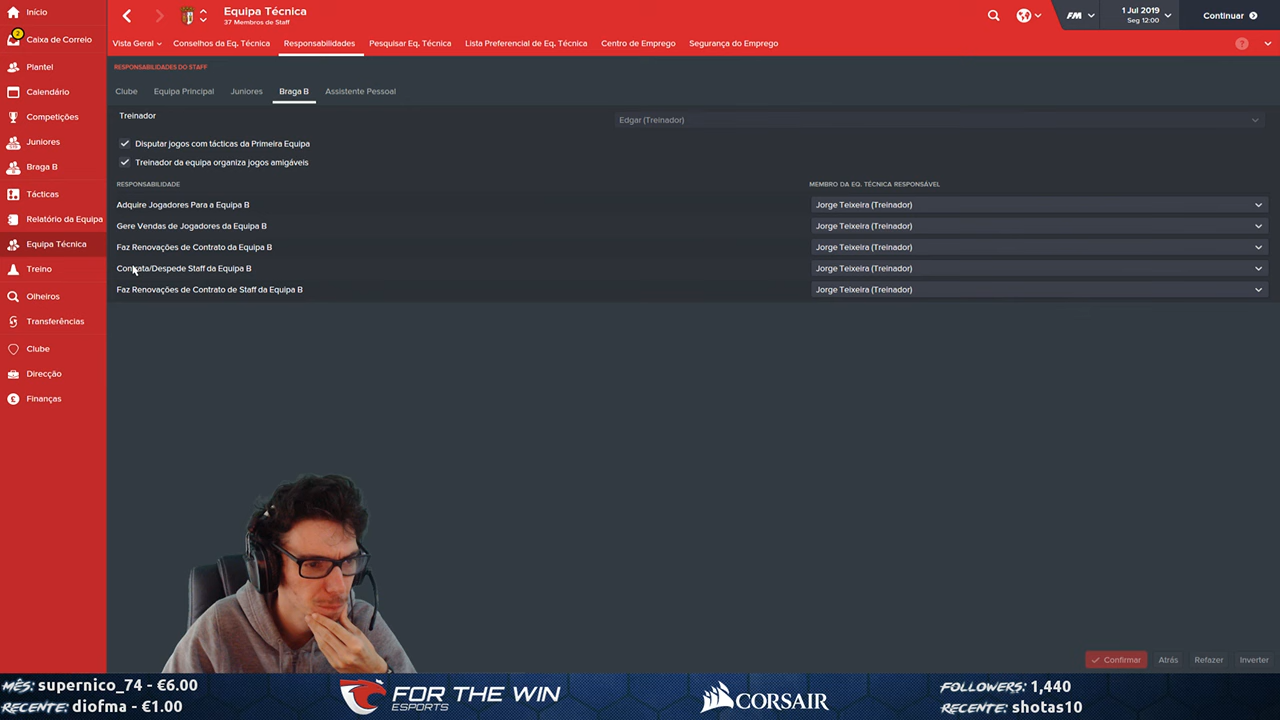 Início
Equipa Técnica
37 Membros de Staff
FM
1 Jul 2019
Seg 12:00
Continuar
2
Caixa de Correio
Vista Geral
Conselhos da Eq. Técnica
Responsabilidades
Pesquisar Eq. Técnica
Lista Preferencial de Eq. Técnica
Centro de Emprego
Segurança do Emprego
?
Plantel
Calendário
Competições
Juniores
Braga B
Tácticas
Relatório da Equipa
Equipa Técnica
Treino
Olheiros
Transferências
Clube
Direcção
Finanças
RESPONSABILIDADES DO STAFF
Clube
Equipa Principal
Juniores
Braga B
Assistente Pessoal
Treinador
Edgar (Treinador)
Disputar jogos com tácticas da Primeira Equipa
Treinador da equipa organiza jogos amigáveis
RESPONSABILIDADE
MEMBRO DA EQ. TÉCNICA RESPONSÁVEL
Adquire Jogadores Para a Equipa B
Jorge Teixeira (Treinador)
Gere Vendas de Jogadores da Equipa B
Jorge Teixeira (Treinador)
Faz Renovações de Contrato da Equipa B
Jorge Teixeira (Treinador)
Contrata/Despede Staff da Equipa B
Jorge Teixeira (Treinador)
Faz Renovações de Contrato de Staff da Equipa B
Jorge Teixeira (Treinador)
Confirmar
Atrás
Refazer
Inverter
MÊS: supernico_74 - €6.00
RECENTE: diofma - €1.00
FOR THE WIN
ESPORTS
CORSAIR
FOLLOWERS: 1,440
RECENTE: shotas10